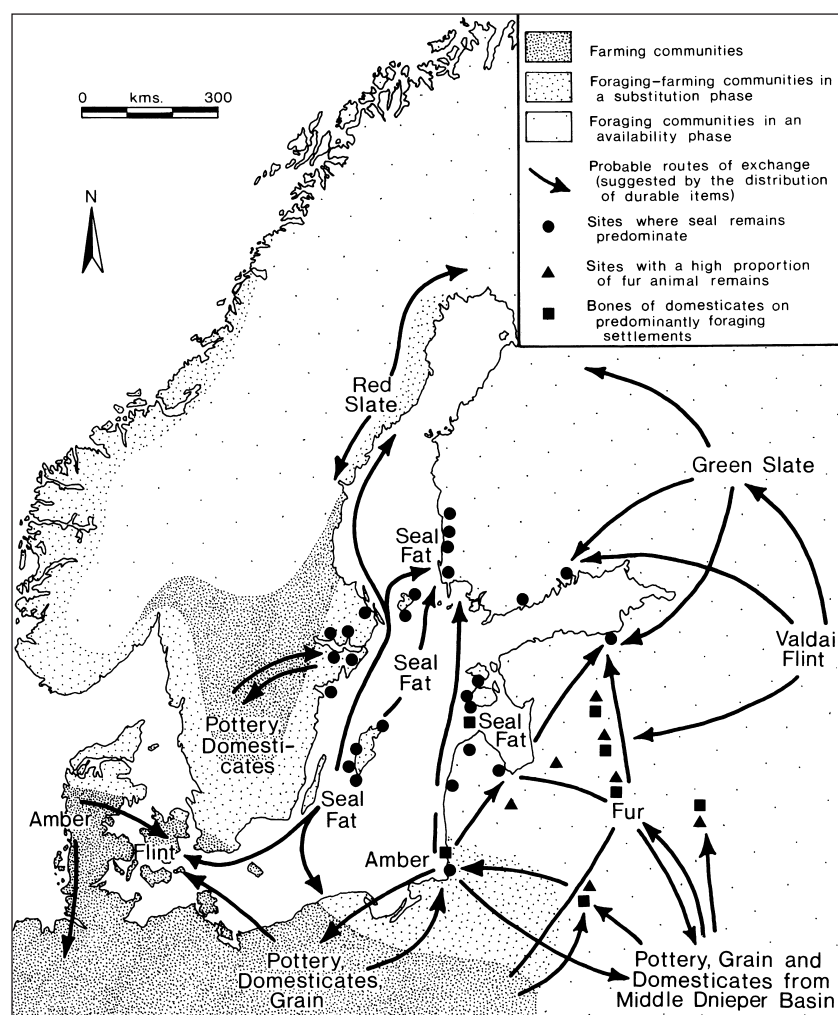 0 kms. 300
N
Farming communities
Foraging-farming communities in
a substitution phase
Foraging communities in an
availability phase
Probable routes of exchange
(suggested by the distribution
of durable items)
Sites where seal remains
predominate
Sites with a high proportion
of fur animal remains
Bones of domesticates on
predominantly foraging
settlements
Red
Slate
Green Slate
Seal
Fat
Valdai
Flint
Seal
Fat
Pottery,
Domesti-
cates
Seal
Fat
Seal
Fat
Amber
Flint
Fur
Amber
Pottery,
Domesticates,
Grain
Pottery, Grain and
Domesticates from
Middle Dnieper Basin